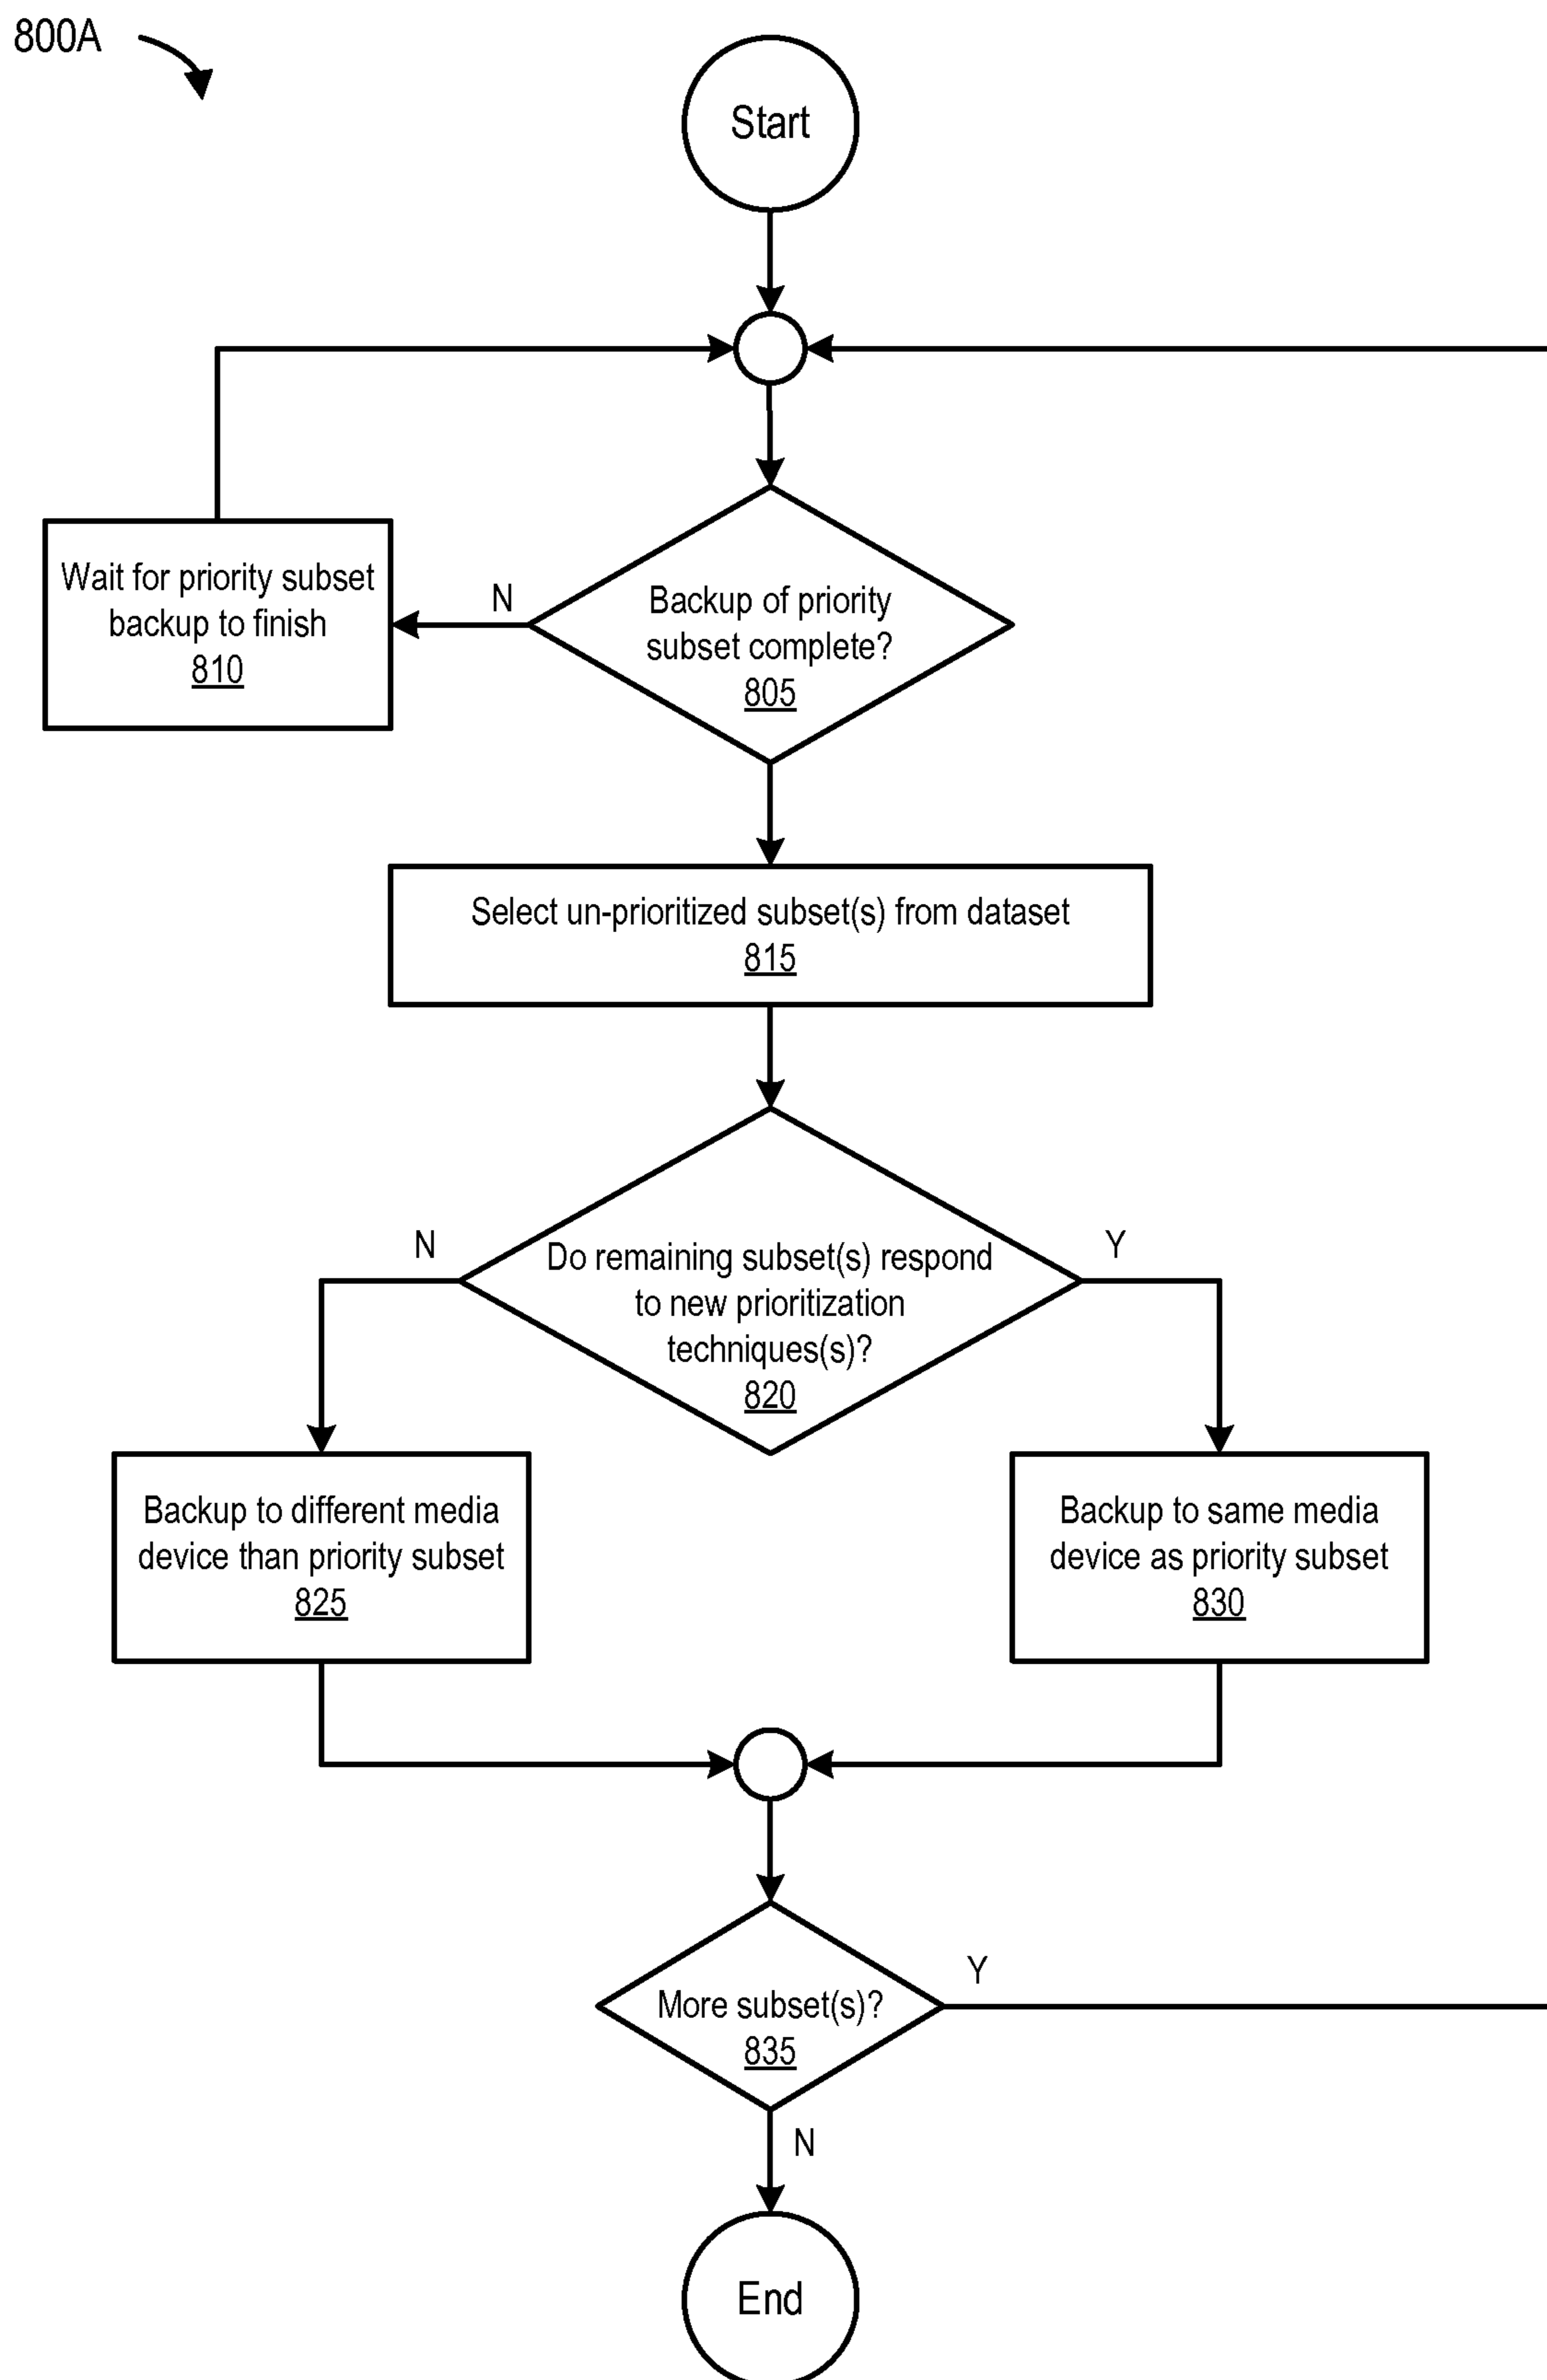 800A
Start
Wait for priority subset
backup to finish
810
N
Backup of priority
subset complete?
805
Select un-prioritized subset(s) from dataset
815
N
Do remaining subset(s) respond
to new prioritization
techniques(s)?
820
Y
Backup to different media
device than priority subset
825
Backup to same media
device as priority subset
830
More subset(s)?
835
Y
N
End